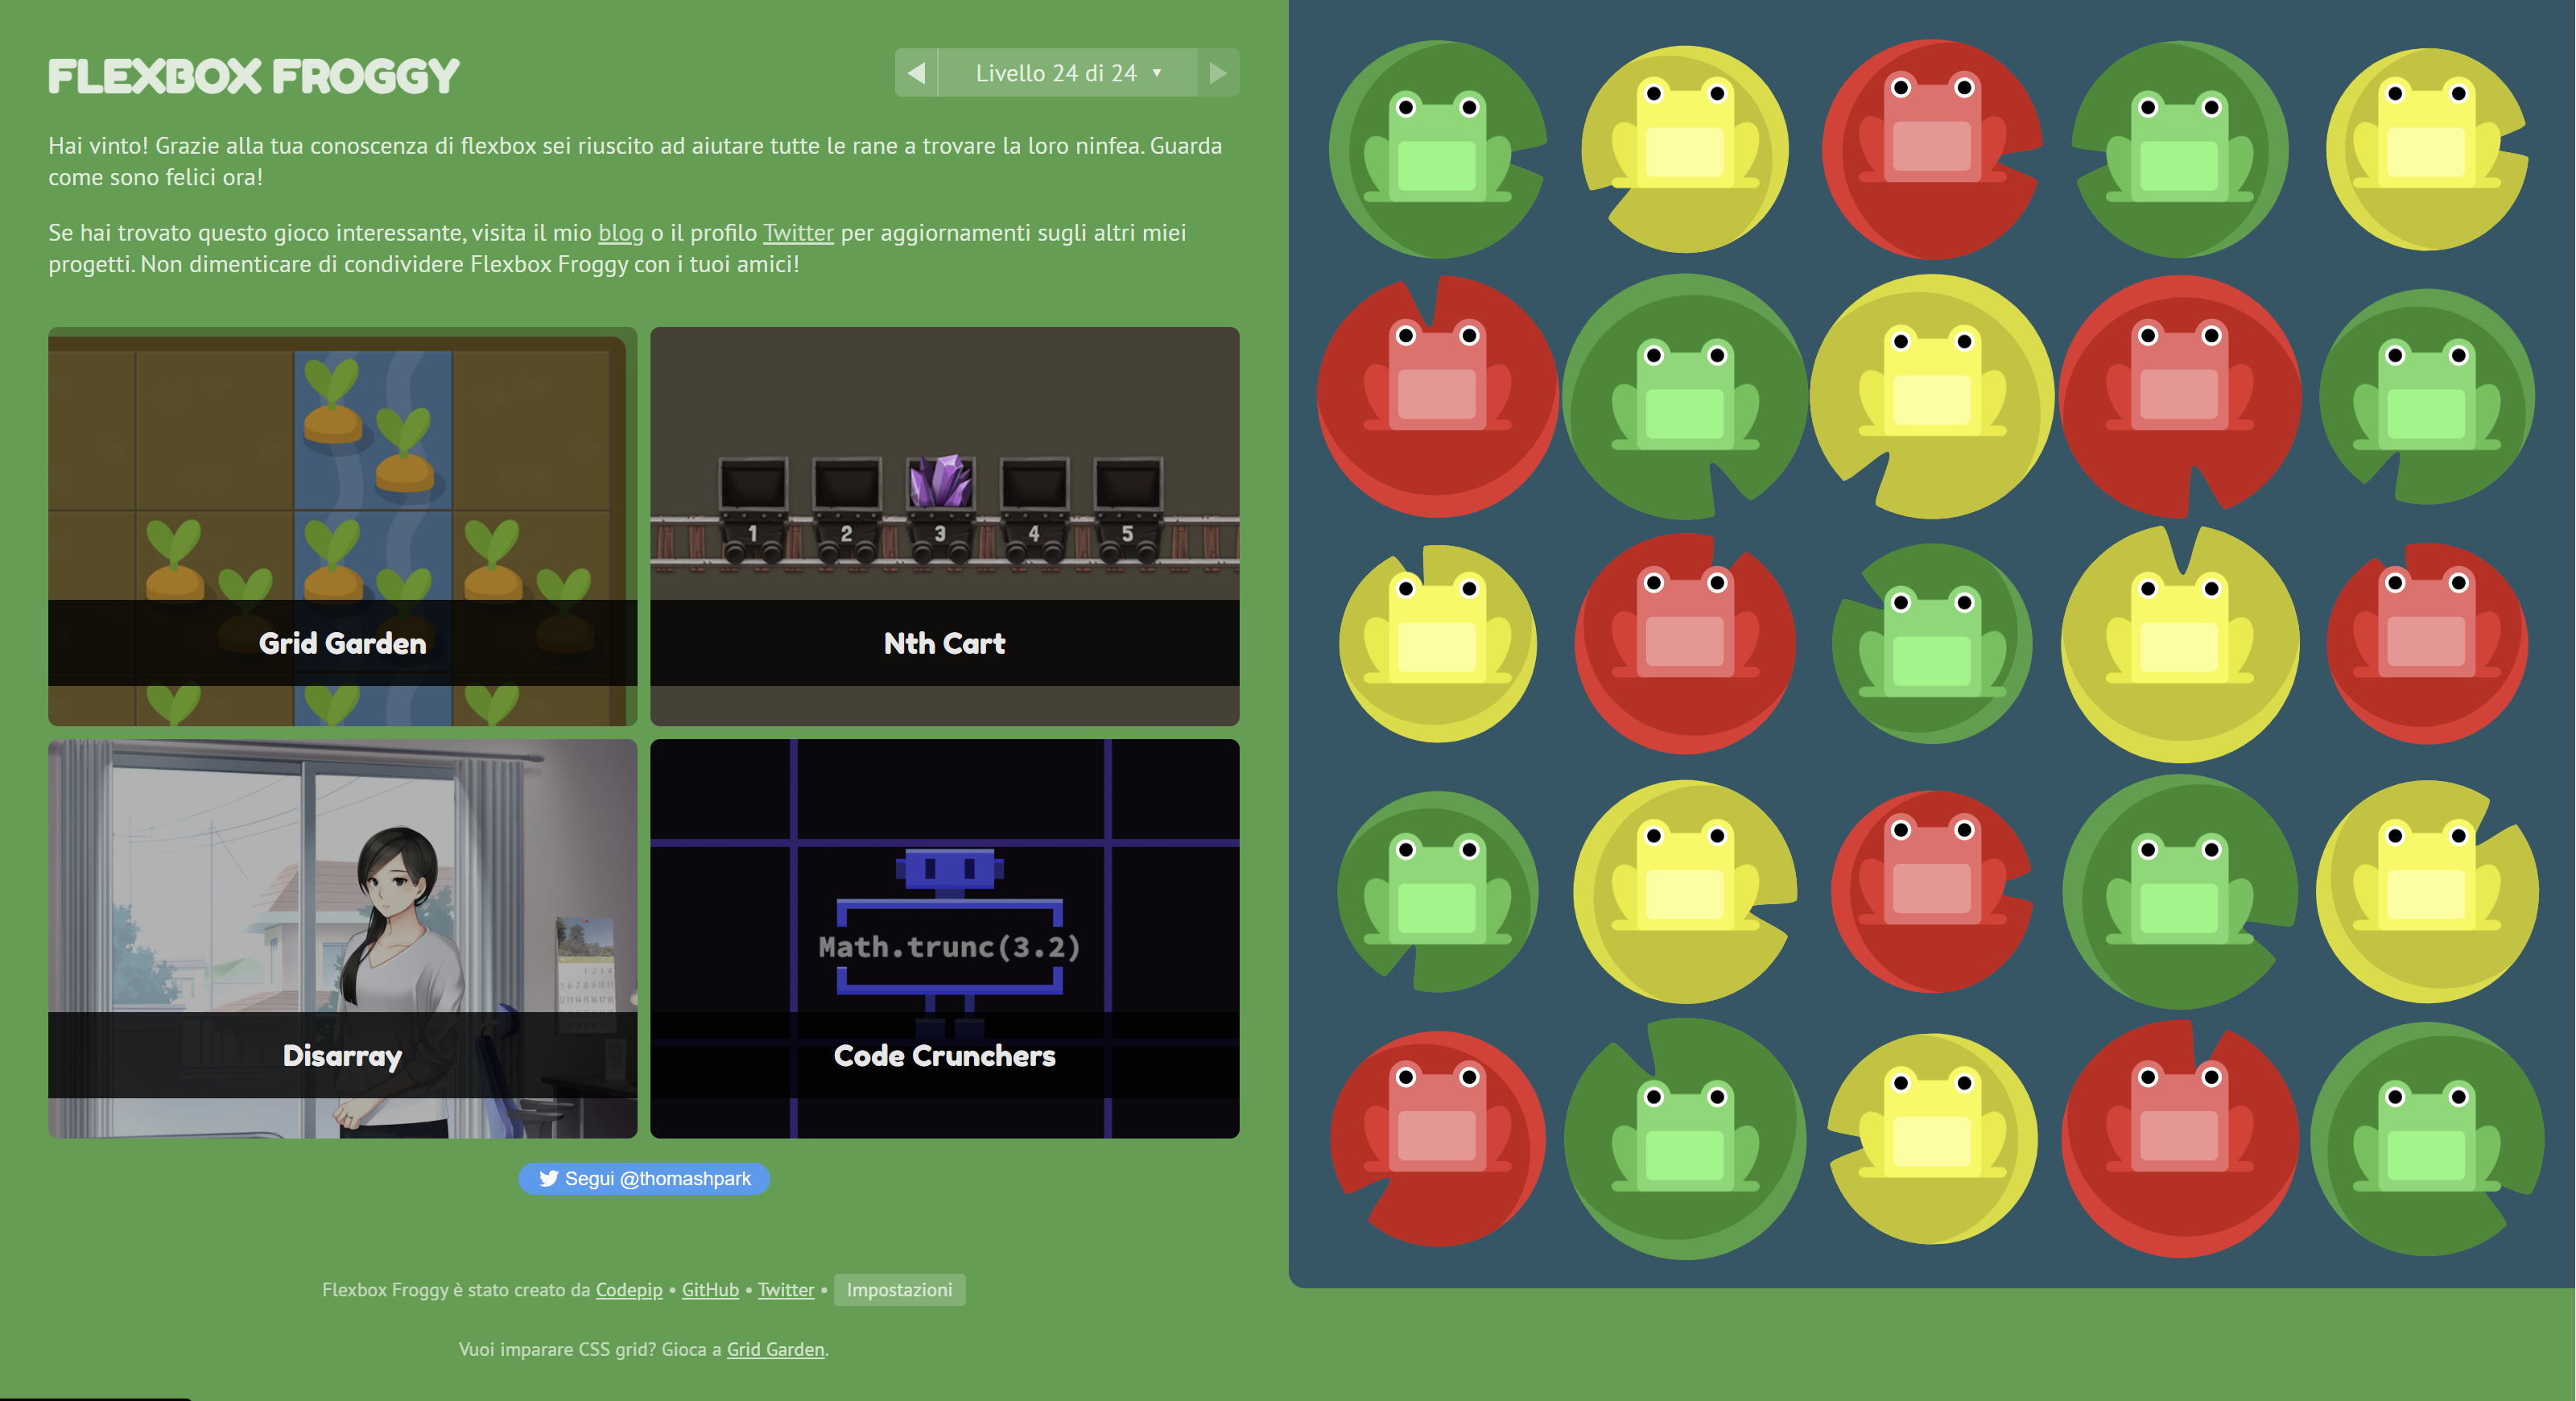 FLEXBOX FROGGY
Livello 24 di 24
Hai vinto! Grazie alla tua conoscenza di flexbox sei riuscito ad aiutare tutte le rane a trovare la loro ninfea. Guarda
come sono felici ora!
Se hai trovato questo gioco interessante, visita il mio blog o il profilo Twitter per aggiornamenti sugli altri miei
progetti. Non dimenticare di condividere Flexbox Froggy con i tuoi amici!
1 2 3 4 5
Grid Garden
Nth Cart
Math.trunc(3.2)
Disarray
Code Crunchers
Segui @thomashpark
Flexbox Froggy è stato creato da Codepip • GitHub • Twitter • Impostazioni
Vuoi imparare CSS grid? Gioca a Grid Garden.